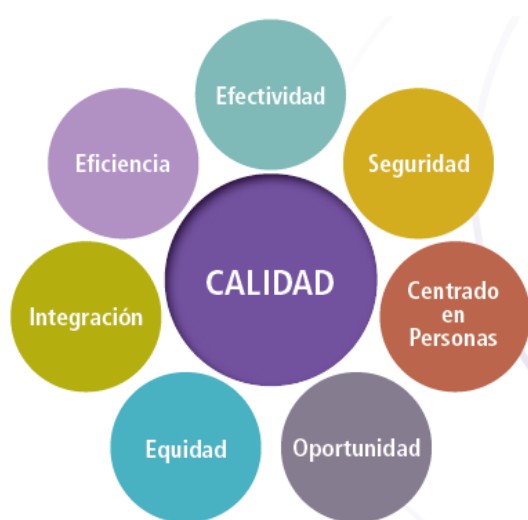 Efectividad
Eficiencia
Seguridad
CALIDAD
Integración
Centrado
en
Personas
Equidad
Oportunidad